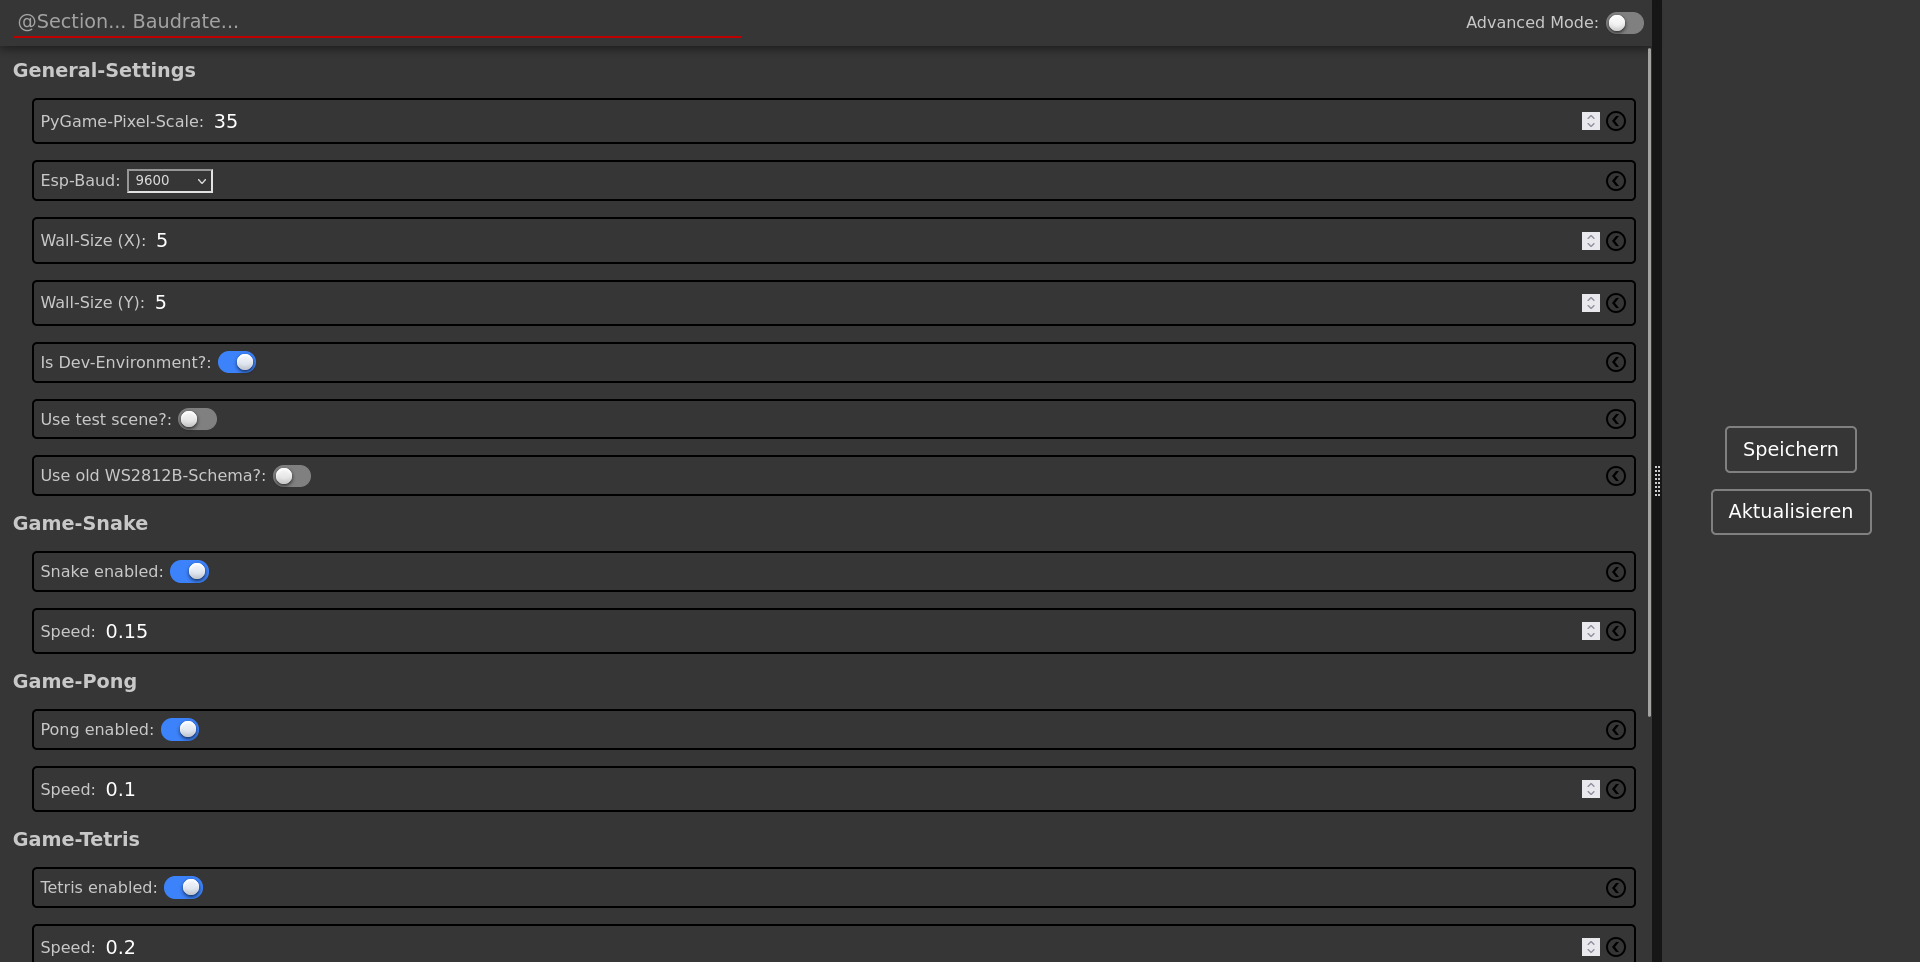 @Section... Baudrate...
Advanced Mode:
General-Settings
PyGame-Pixel-Scale: 35
Esp-Baud: 9600
Wall-Size (X): 5
Wall-Size (Y): 5
Is Dev-Environment?:
Use test scene?:
Use old WS2812B-Schema?:
Game-Snake
Snake enabled:
Speed: 0.15
Game-Pong
Pong enabled:
Speed: 0.1
Game-Tetris
Tetris enabled:
Speed: 0.2
Speichern
Aktualisieren